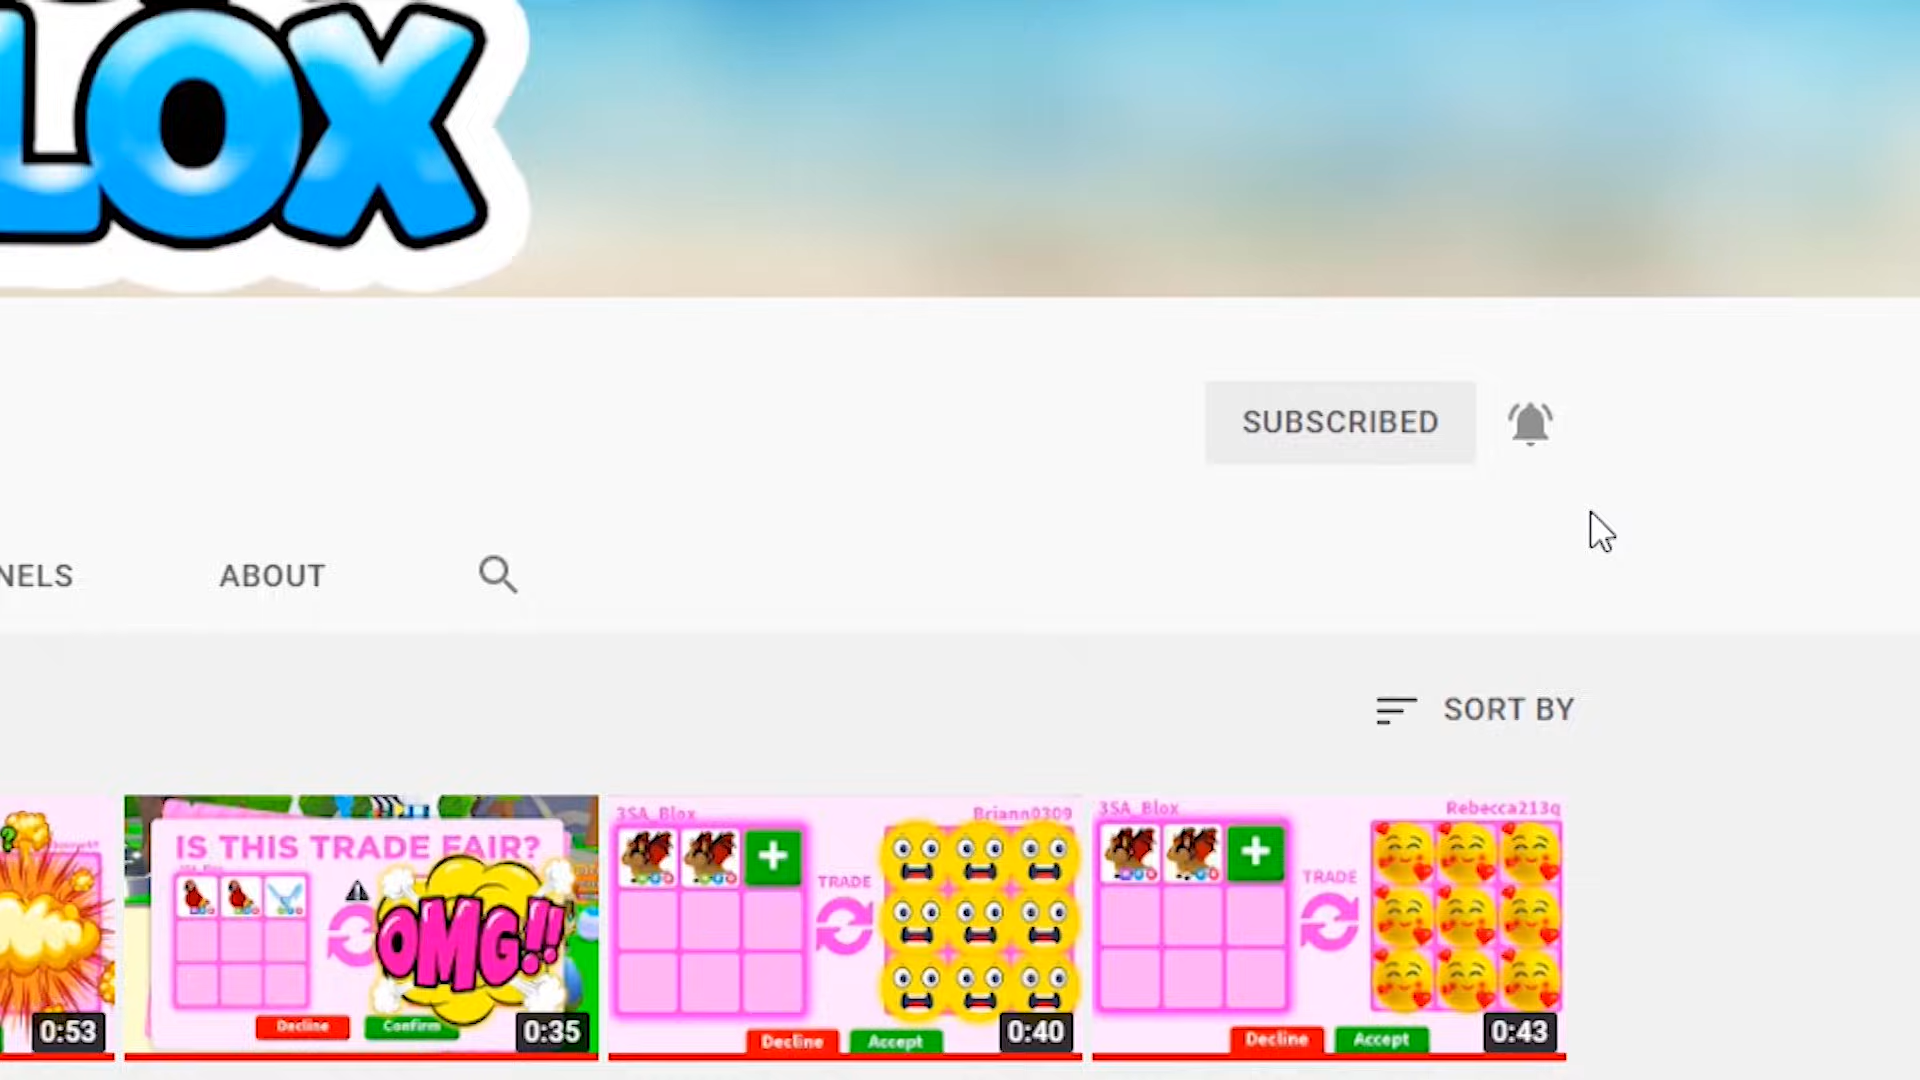 LOX
SUBSCRIBED
NELS ABOUT
SORT BY
IS THIS TRADE FAIR?
OMG!!
Decline Confirm
0:53
0:35
3SA_Blox Briann0309
TRADE
Decline Accept
0:40
3SA_Blox Rebecca213q
TRADE
Decline Accept
0:43